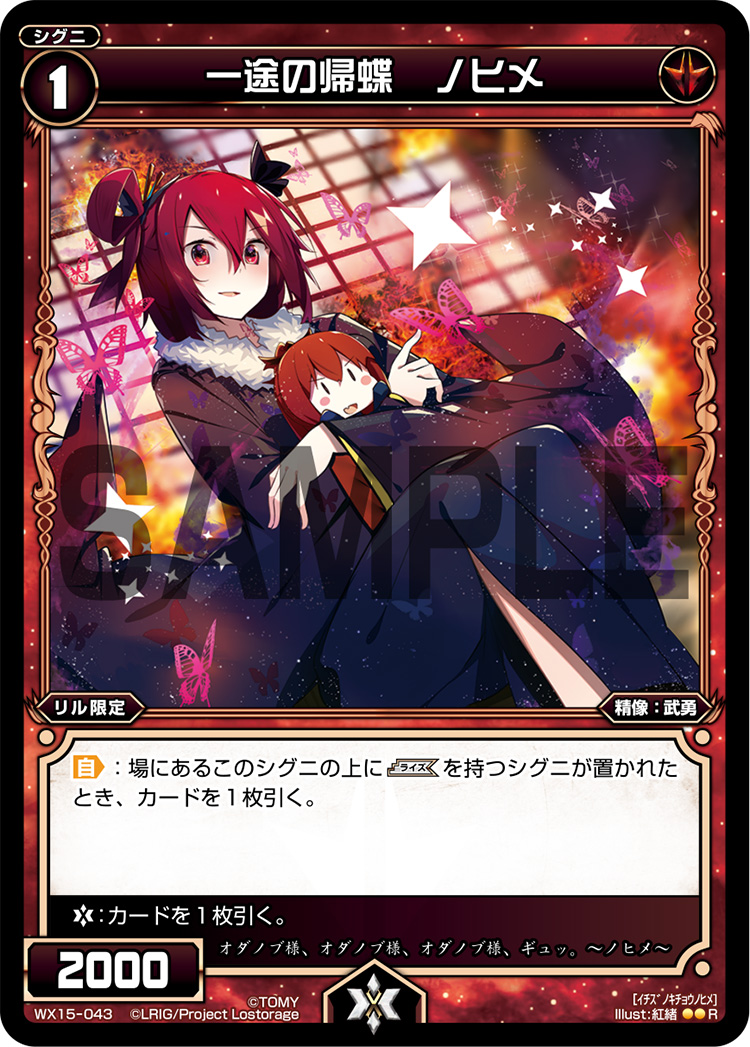 シグニ
1
一途の帰蝶　ノヒメ
SAMPLE
リル限定
精像：武勇
自：場にあるこのシグニの上にライズを持つシグニが置かれた
とき、カードを1枚引く。
：カードを1枚引く。
オダノブ様、オダノブ様、オダノブ様、ギュッ。～ノヒメ～
2000
WX15-043 ©LRIG/Project Lostorage
©TOMY
[ｲﾁｽﾞﾉｷﾁｮｳﾉﾋﾒ]
Illust:紅緒 R